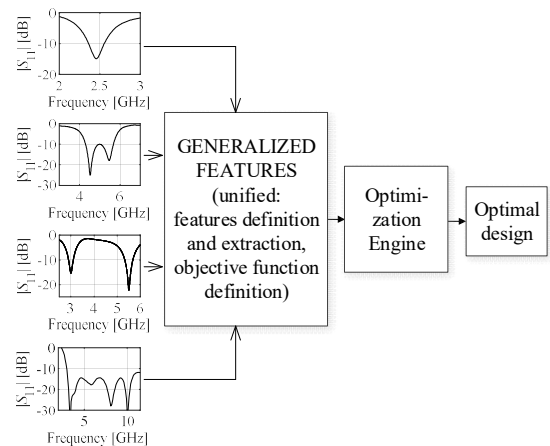 0
-10
-20
2
2.5
3
|S11| [dB]
Frequency [GHz]
0
-10
-20
-30
4
6
|S11| [dB]
Frequency [GHz]
0
-10
-20
3
4
5
6
|S11| [dB]
Frequency [GHz]
0
-10
-20
-30
5
10
|S11| [dB]
Frequency [GHz]
GENERALIZED
FEATURES
(unified:
features definition
and extraction,
objective function
definition)
Optimi-
zation
Engine
Optimal
design